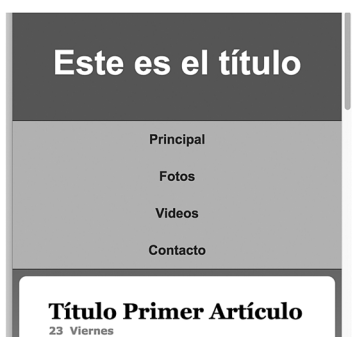 Este es el título
Principal
Fotos
Videos
Contacto
Título Primer Artículo
23 Viernes